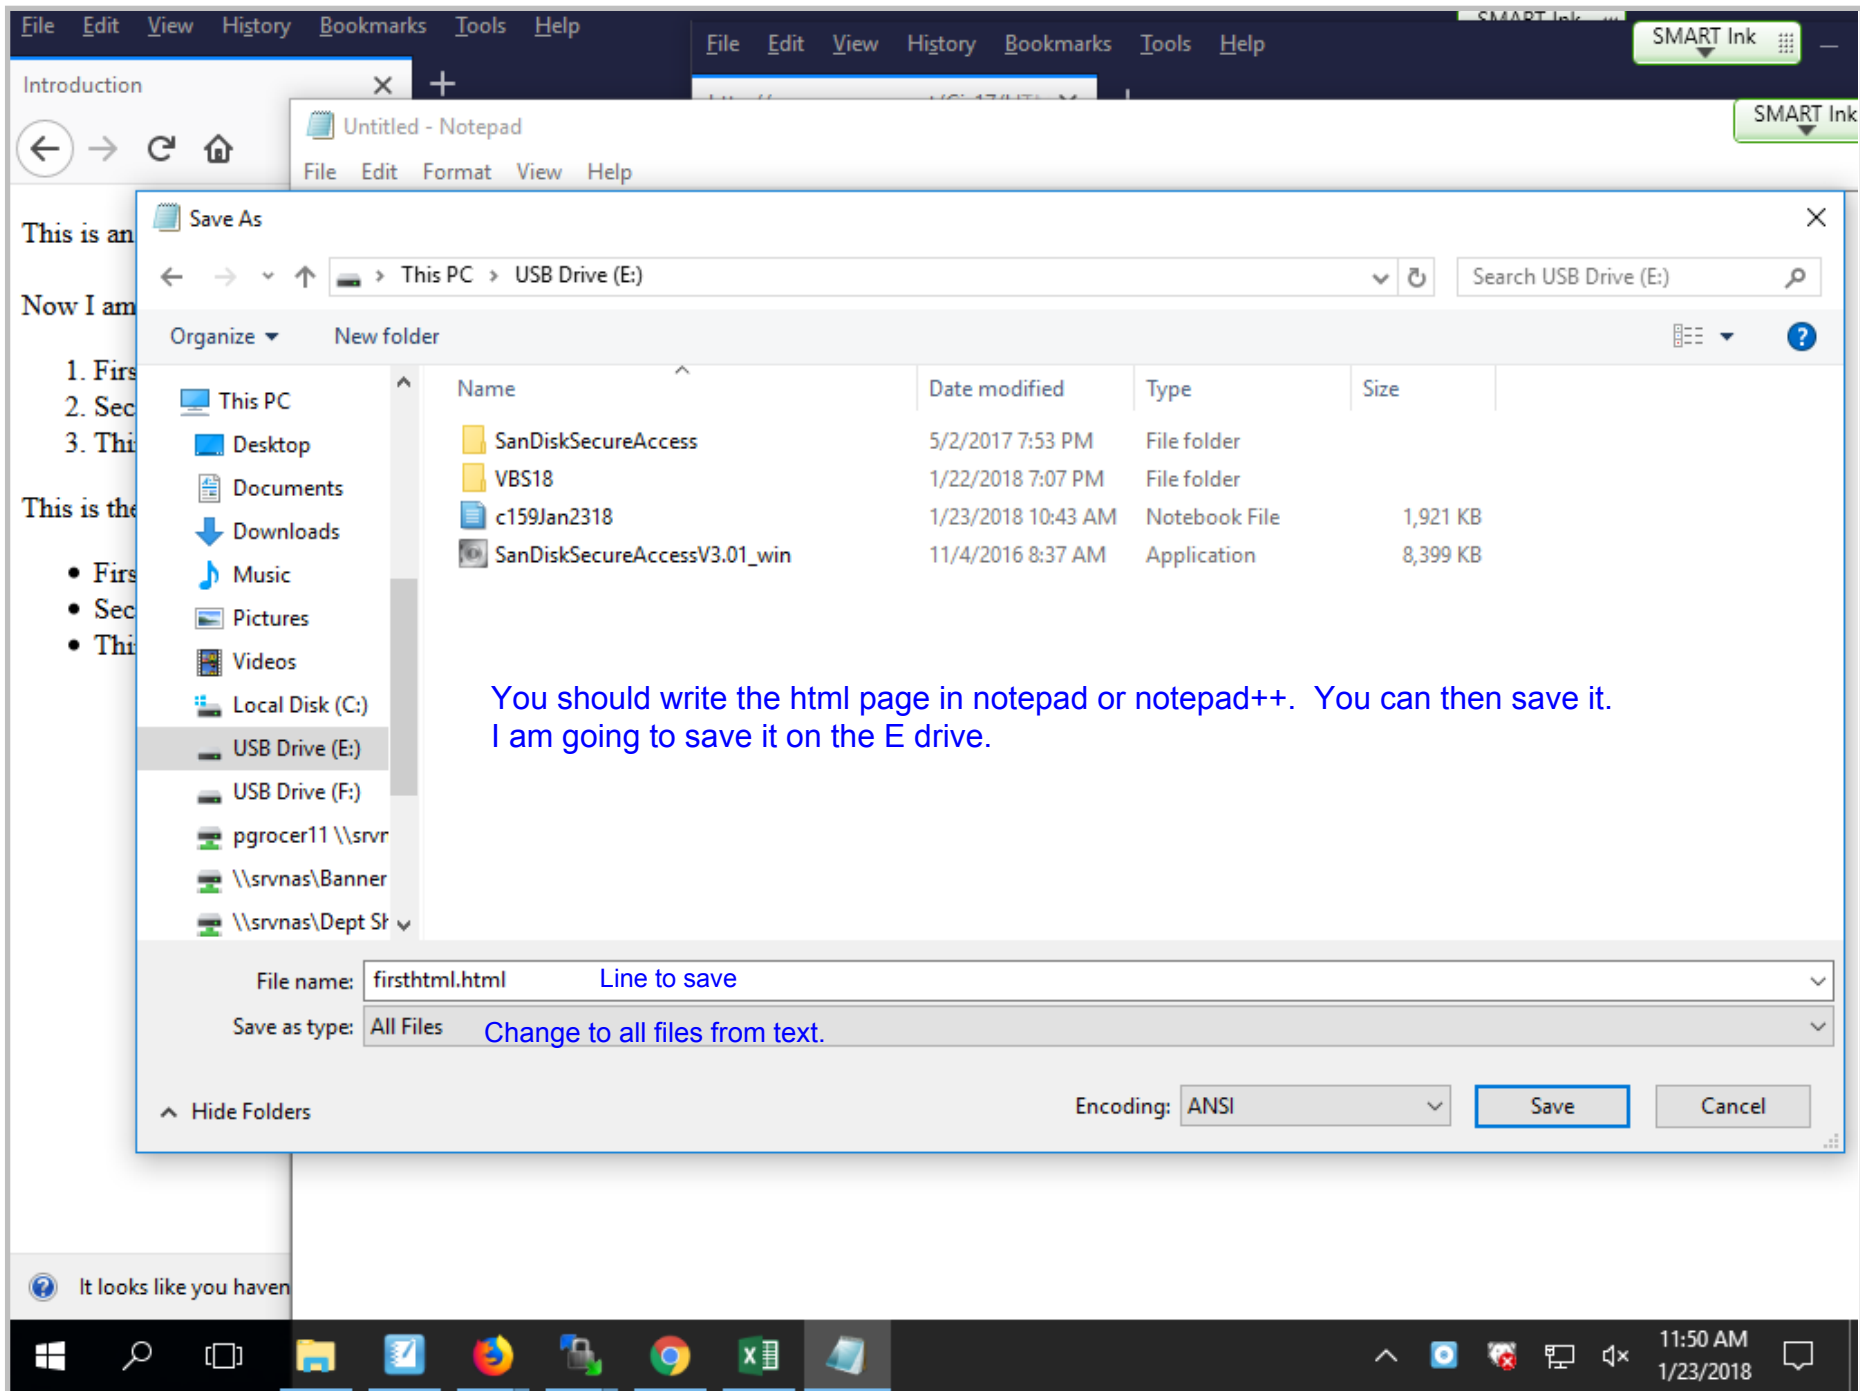 File Edit View History Bookmarks Tools Help
File Edit View History Bookmarks Tools Help
SMART Ink
SMART Ink
Introduction
Untitled - Notepad
SMART Ink
File Edit Format View Help
Save As
This is an
This PC > USB Drive (E:)
Search USB Drive (E:)
Now I am
Organize New folder
1. Firs
2. Sec
3. Thi
This is the
• Firs
• Sec
• Thi
This PC
Desktop
Documents
Downloads
Music
Pictures
Videos
Local Disk (C:)
USB Drive (E:)
USB Drive (F:)
pgrocer11 \\srvn
\\srvnas\Banner
\\srvnas\Dept Sh
Name Date modified Type Size
SanDiskSecureAccess 5/2/2017 7:53 PM File folder
VBS18 1/22/2018 7:07 PM File folder
c159Jan2318 1/23/2018 10:43 AM Notebook File 1,921 KB
SanDiskSecureAccessV3.01_win 11/4/2016 8:37 AM Application 8,399 KB
You should write the html page in notepad or notepad++. You can then save it.
I am going to save it on the E drive.
File name: firsthtml.html Line to save
Save as type: All Files Change to all files from text.
Hide Folders
Encoding: ANSI Save Cancel
It looks like you haven
11:50 AM
1/23/2018